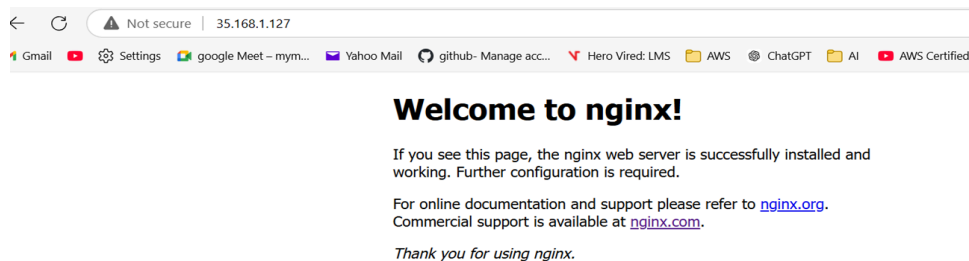 Not secure | 35.168.1.127
Gmail Settings google Meet – mym... Yahoo Mail github- Manage acc... Hero Vired: LMS AWS ChatGPT AI AWS Certified
Welcome to nginx!
If you see this page, the nginx web server is successfully installed and
working. Further configuration is required.
For online documentation and support please refer to nginx.org.
Commercial support is available at nginx.com.
Thank you for using nginx.